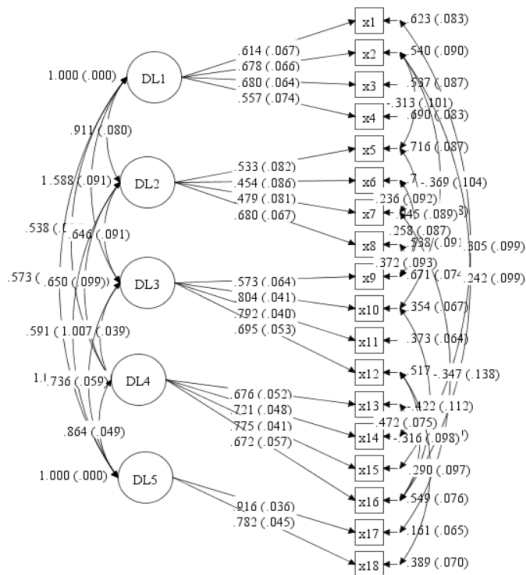 x1
.623 (.083)
.614 (.067)
x2
.540 (.090)
.678 (.066)
1.000 (.000)
DL1
.680 (.064)
x3
.537 (.087)
.557 (.074)
-.313 (.101)
x4
.690 (.083)
.911 (.080)
.533 (.082)
x5
.716 (.087)
.454 (.086)
x6
-.369 (.104)
DL2
.479 (.081)
.236 (.092)
x7
.680 (.067)
.258 (.087)
.646 (.091)
x8
.305 (.099)
.372 (.093)
.573 (.064)
x9
.242 (.099)
.650 (.099)
DL3
.804 (.041)
x10
.354 (.067)
.792 (.040)
.695 (.053)
x11
.373 (.064)
.591
1.007 (.039)
x12
.517
-.347 (.138)
.736 (.059)
DL4
.676 (.052)
x13
-.422 (.112)
.721 (.048)
.472 (.075)
x14
-.316 (.098)
.775 (.041)
.864 (.049)
.672 (.057)
x15
.290 (.097)
1.000 (.000)
DL5
x16
.549 (.076)
.916 (.036)
x17
.161 (.065)
.782 (.045)
x18
.389 (.070)